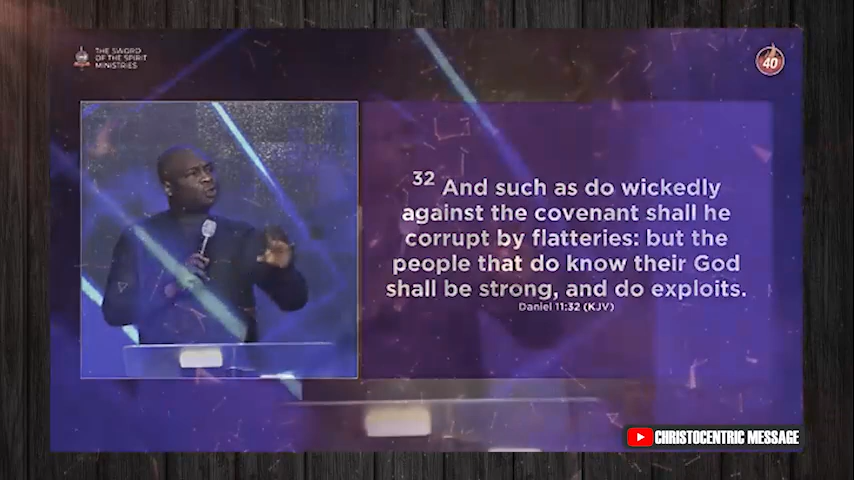 THE SWORD
OF THE SPIRIT
MINISTRIES
40
32 And such as do wickedly
against the covenant shall he
corrupt by flatteries: but the
people that do know their God
shall be strong, and do exploits.
Daniel 11:32 (KJV)
CHRISTOCENTRIC MESSAGE